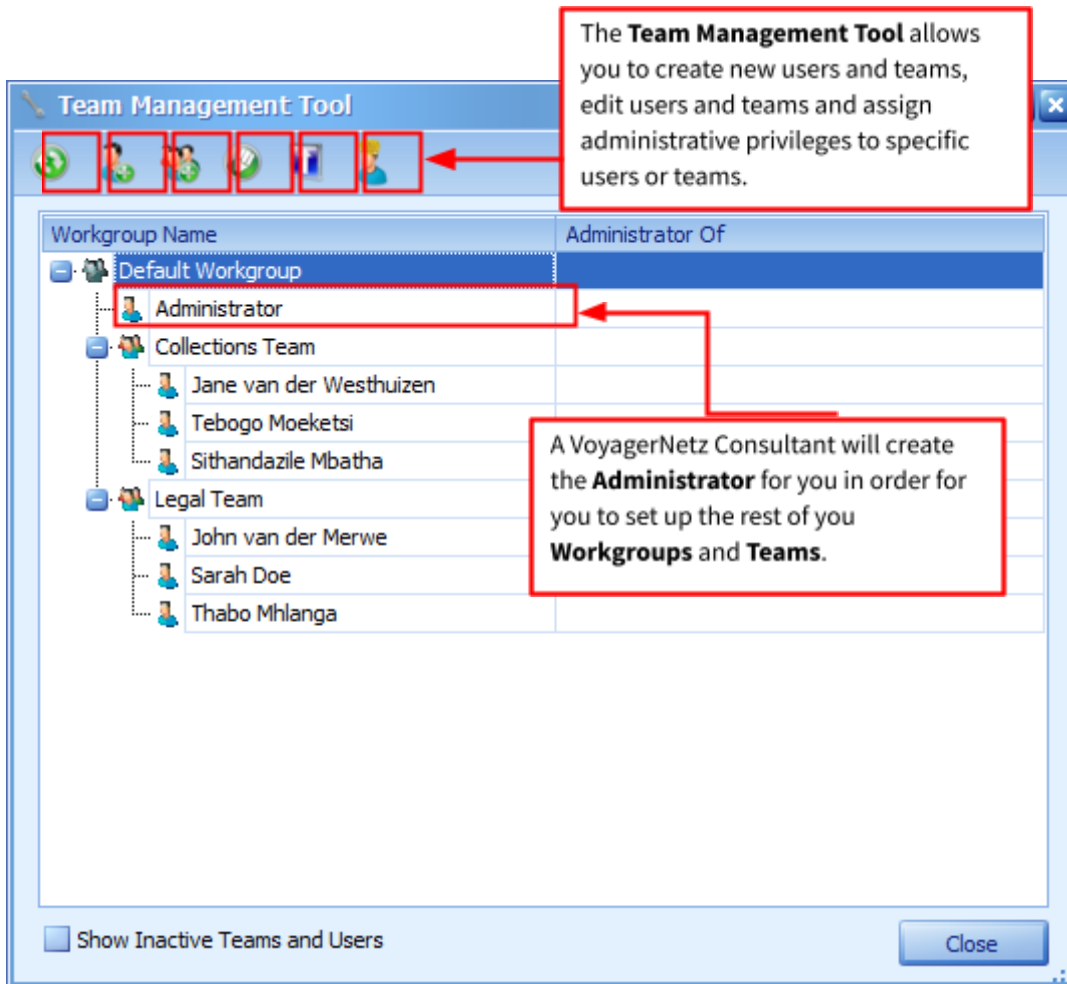 The Team Management Tool allows
you to create new users and teams,
edit users and teams and assign
administrative privileges to specific
users or teams.
Team Management Tool
Workgroup Name
Administrator Of
Default Workgroup
Administrator
Collections Team
Jane van der Westhuizen
Tebogo Moeketsi
Sithandazile Mbatha
A VoyagerNetz Consultant will create
the Administrator for you in order for
you to set up the rest of you
Workgroups and Teams.
Legal Team
John van der Merwe
Sarah Doe
Thabo Mhlanga
Show Inactive Teams and Users
Close